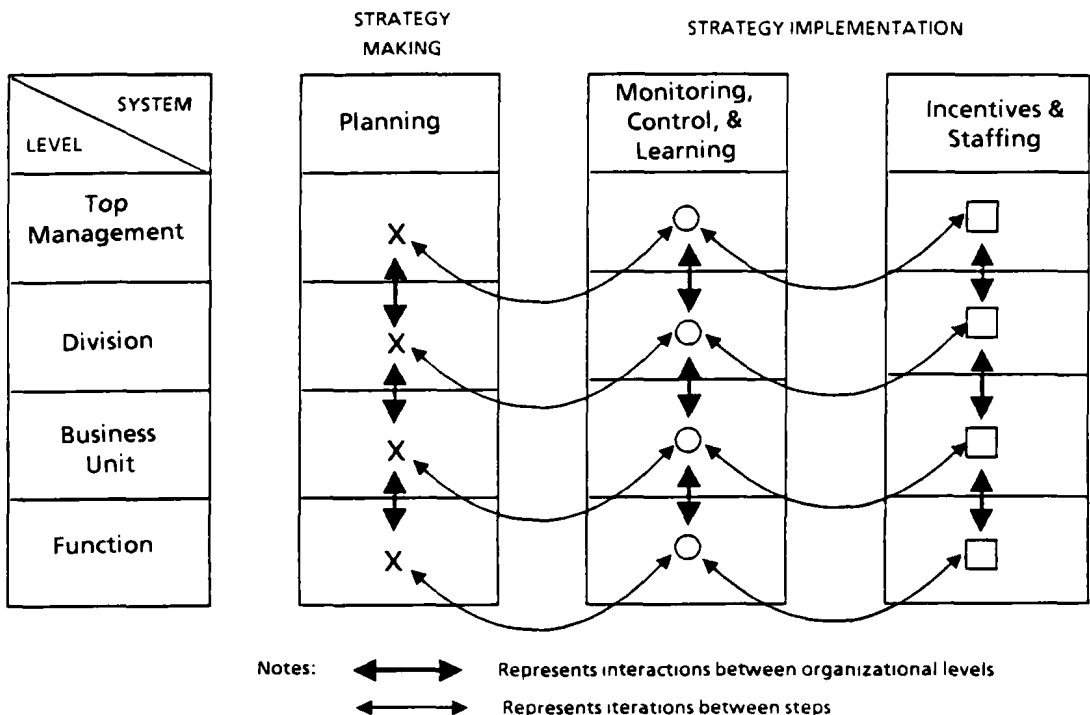 STRATEGY
MAKING
STRATEGY IMPLEMENTATION
SYSTEM
LEVEL
Planning
Monitoring,
Control, &
Learning
Incentives &
Staffing
Top
Management
X
Division
X
Business
Unit
X
Function
X
Notes:
Represents interactions between organizational levels
Represents iterations between steps